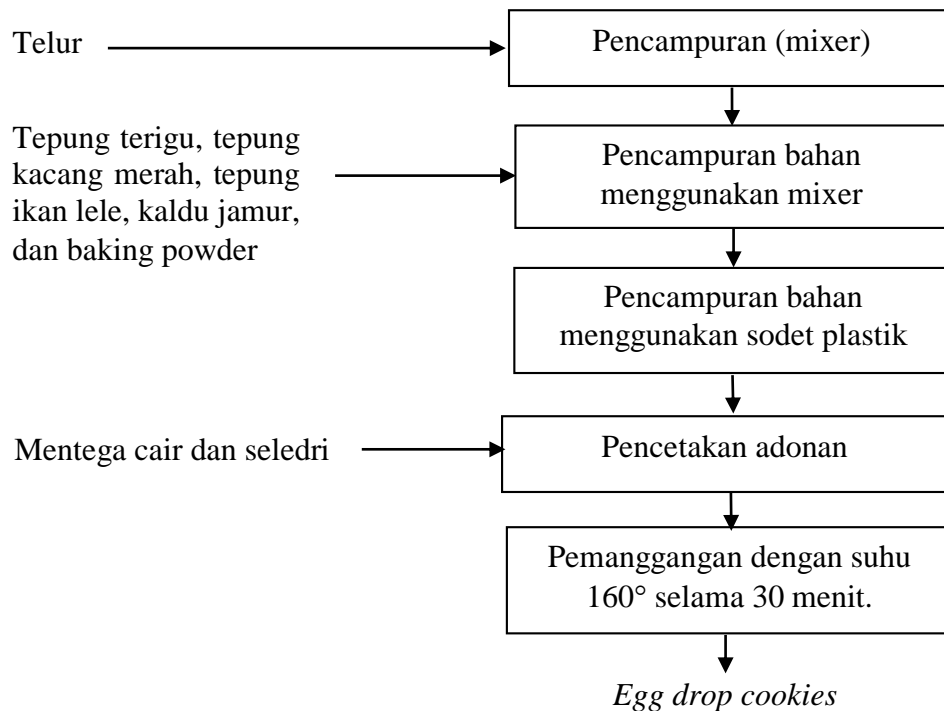 Telur
Pencampuran (mixer)
Tepung terigu, tepung
kacang merah, tepung
ikan lele, kaldu jamur,
dan baking powder
Pencampuran bahan
menggunakan mixer
Pencampuran bahan
menggunakan sodet plastik
Mentega cair dan seledri
Pencetakan adonan
Pemanggangan dengan suhu
160° selama 30 menit.
Egg drop cookies